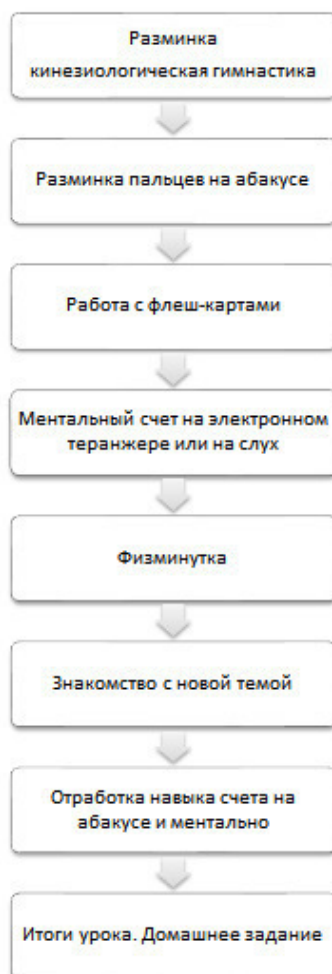 Разминка
кинезиологическая гимнастика
Разминка пальцев на абакусе
Работа с флеш-картами
Ментальный счет на электронном
теранжере или на слух
Физминутка
Знакомство с новой темой
Отработка навыка счета на
абакусе и ментально
Итоги урока. Домашнее задание